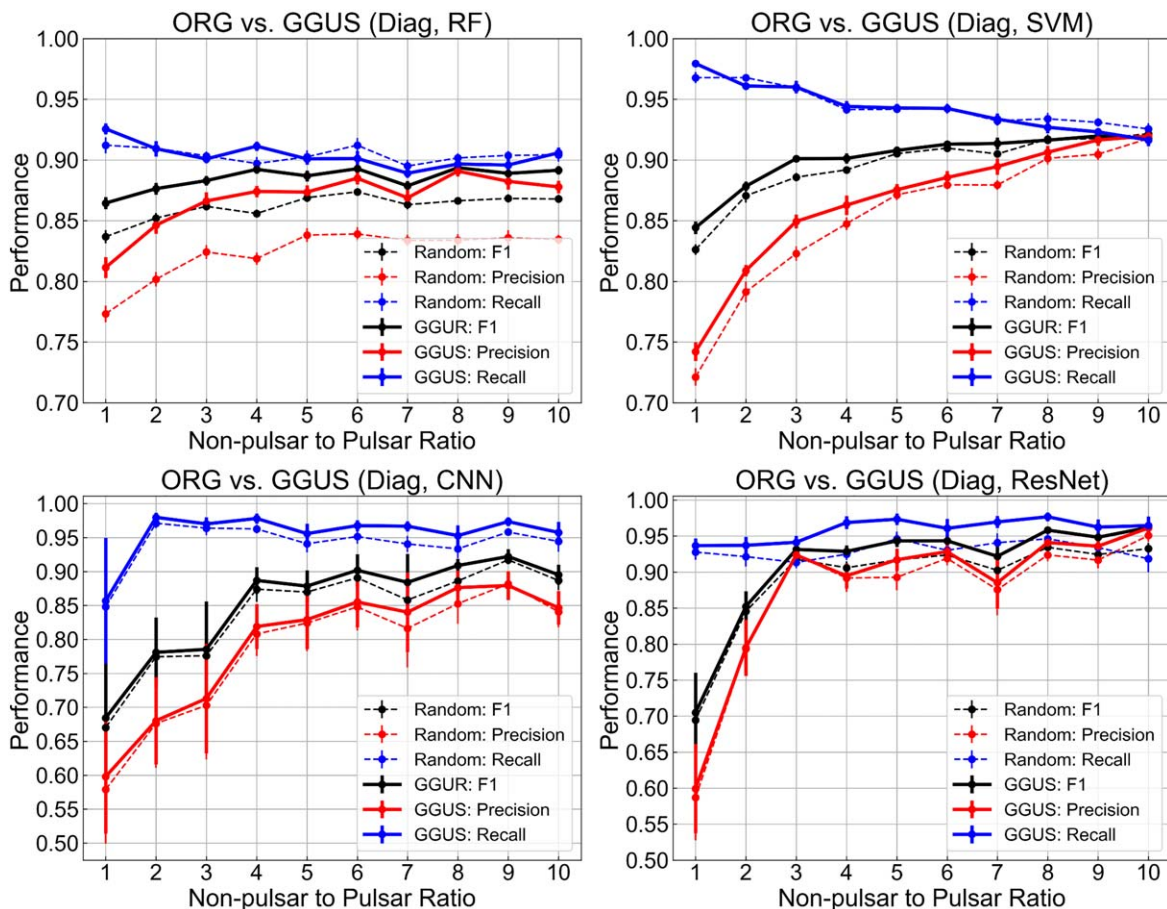 ORG vs. GGUS (Diag, RF)
1.00
0.95
0.90
0.85
0.80
0.75
0.70
Performance
Random: F1
Random: Precision
Random: Recall
GGUR: F1
GGUS: Precision
GGUS: Recall
1 2 3 4 5 6 7 8 9 10
Non-pulsar to Pulsar Ratio
ORG vs. GGUS (Diag, SVM)
1.00
0.95
0.90
0.85
0.80
0.75
0.70
Performance
Random: F1
Random: Precision
Random: Recall
GGUR: F1
GGUS: Precision
GGUS: Recall
1 2 3 4 5 6 7 8 9 10
Non-pulsar to Pulsar Ratio
ORG vs. GGUS (Diag, CNN)
1.00
0.95
0.90
0.85
0.80
0.75
0.70
0.65
0.60
0.55
0.50
Performance
Random: F1
Random: Precision
Random: Recall
GGUR: F1
GGUS: Precision
GGUS: Recall
1 2 3 4 5 6 7 8 9 10
Non-pulsar to Pulsar Ratio
ORG vs. GGUS (Diag, ResNet)
1.00
0.95
0.90
0.85
0.80
0.75
0.70
0.65
0.60
0.55
0.50
Performance
Random: F1
Random: Precision
Random: Recall
GGUS: F1
GGUS: Precision
GGUS: Recall
1 2 3 4 5 6 7 8 9 10
Non-pulsar to Pulsar Ratio